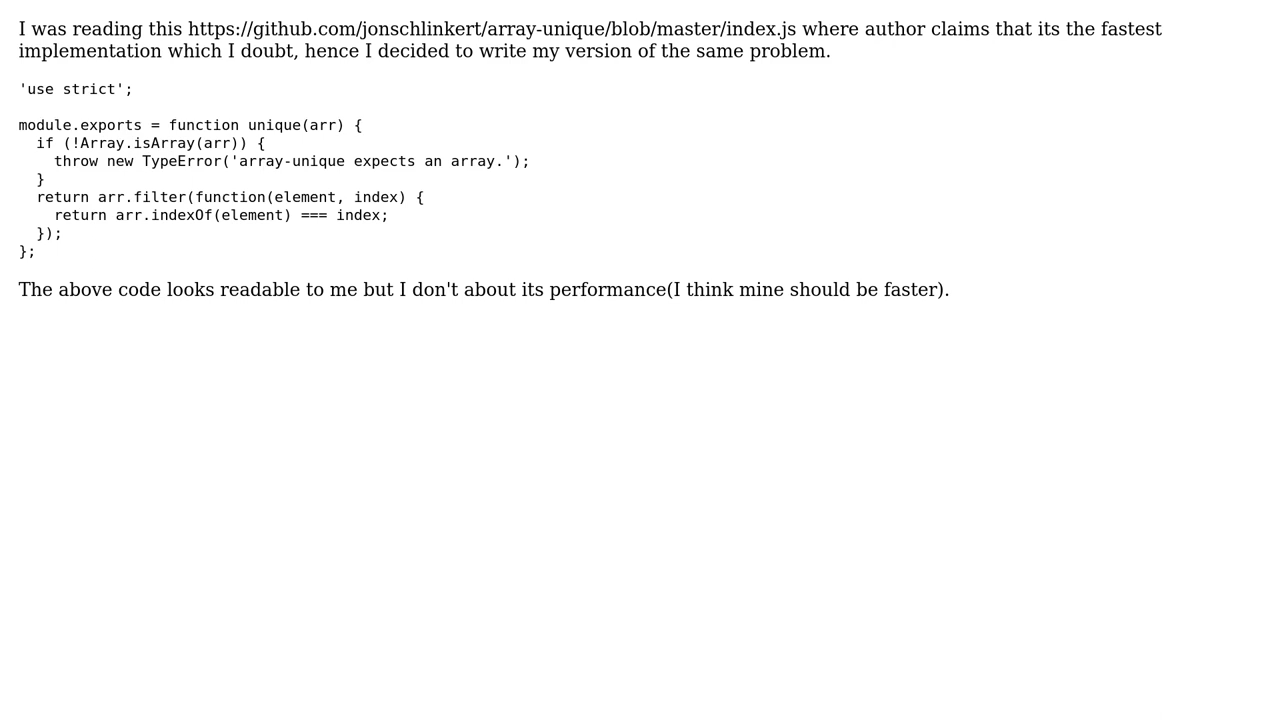 I was reading this https://github.com/jonschlinkert/array-unique/blob/master/index.js where author claims that its the fastest
implementation which I doubt, hence I decided to write my version of the same problem.
'use strict';
module.exports = function unique(arr) {
  if (!Array.isArray(arr)) {
    throw new TypeError('array-unique expects an array.');
  }
  return arr.filter(function(element, index) {
    return arr.indexOf(element) === index;
  });
};
The above code looks readable to me but I don't about its performance(I think mine should be faster).